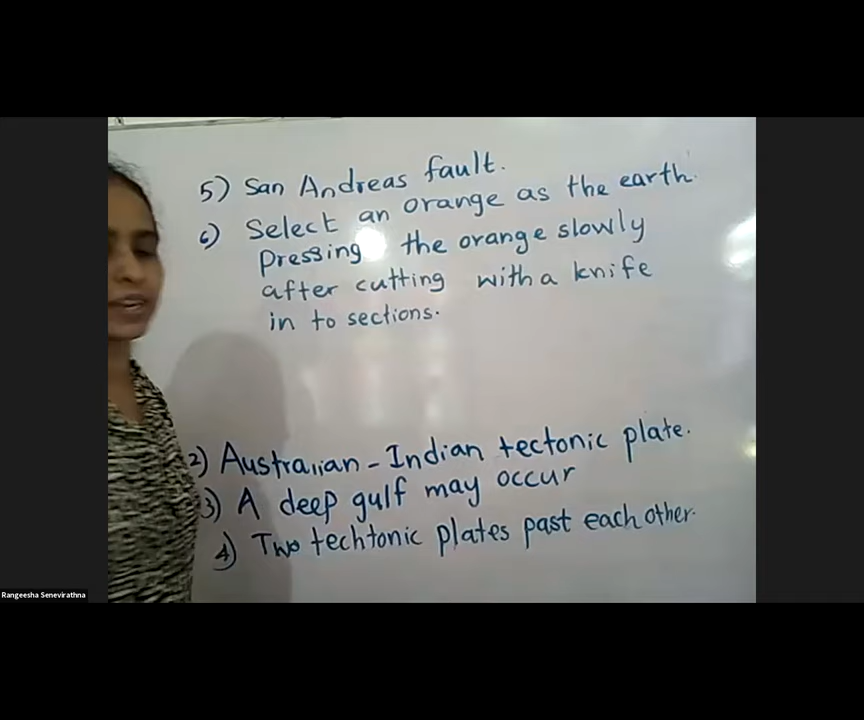 5) San Andreas fault.
6) Select an orange as the earth.
Pressing the orange slowly
after cutting with a knife
in to sections.
2) Australian - Indian tectonic plate.
3) A deep gulf may occur
4) Two techtonic plates past each other.
Rangeesha Senevirathna